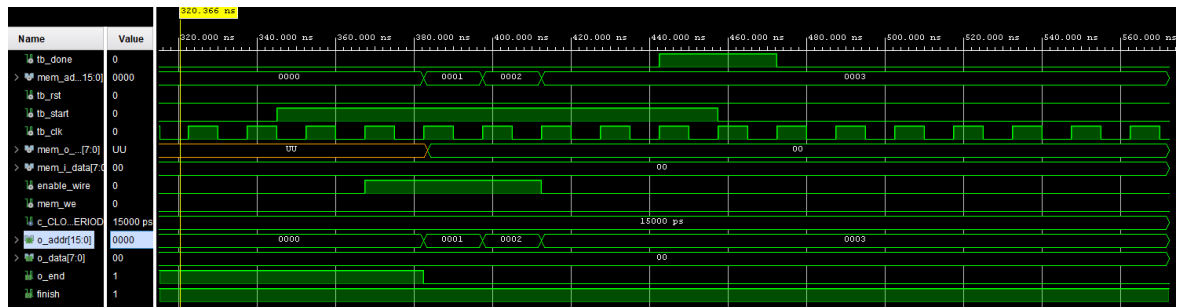 320.366 ns
Name Value 320.000 ns 340.000 ns 360.000 ns 380.000 ns 400.000 ns 420.000 ns 440.000 ns 460.000 ns 480.000 ns 500.000 ns 520.000 ns 540.000 ns 560.000 ns
tb_done 0
mem_ad...15:0] 0000 0000 0001 0002 0003
tb_rst 0
tb_start 0
tb_clk 0
mem_o_...[7:0] UU UU 00
mem_i_data[7:0 00 00
enable_wire 0
mem_we 0
c_CLO..ERIOD 15000 ps 15000 ps
o_addr[15:0] 0000 0000 0001 0002 0003
o_data[7:0] 00 00
o_end 1
finish 1